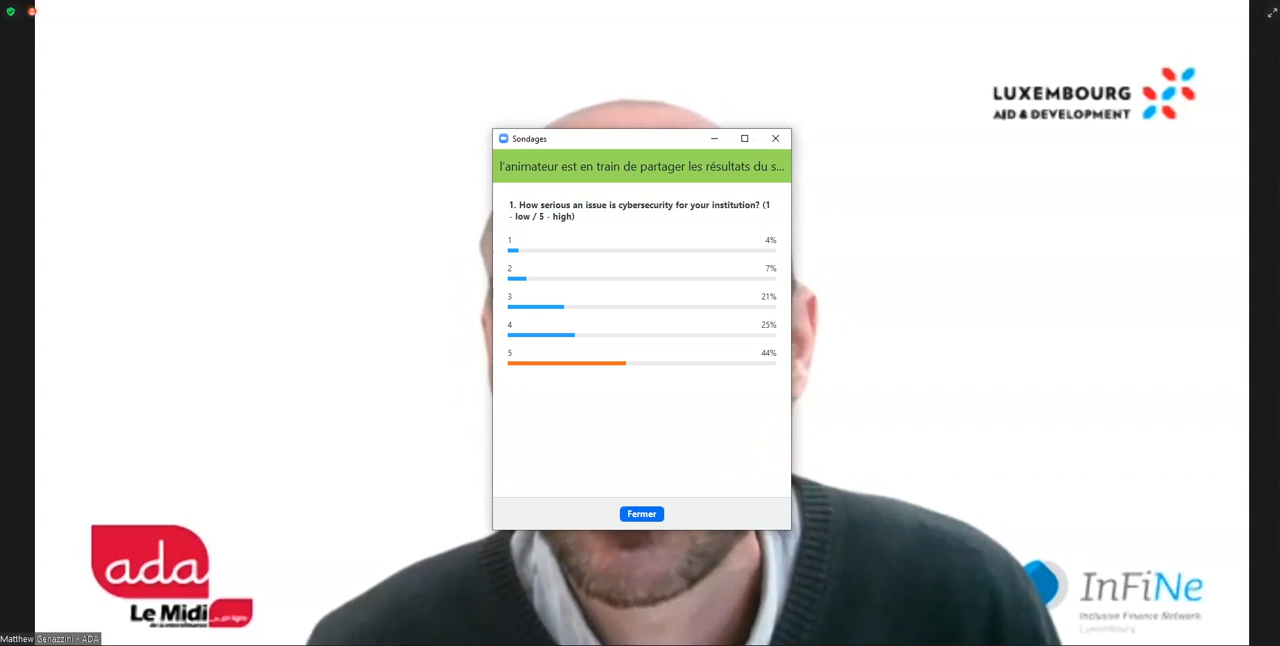 LUXEMBOURG
AID & DEVELOPMENT
Sondages
l'animateur est en train de partager les résultats du s...
1. How serious an issue is cybersecurity for your institution? (1
- low / 5 - high)
1 4%
2 7%
3 21%
4 25%
5 44%
Fermer
ada
Le Midi
InFiNe
Inclusive Finance Network
Luxembourg
Matthew Genazzini - ADA